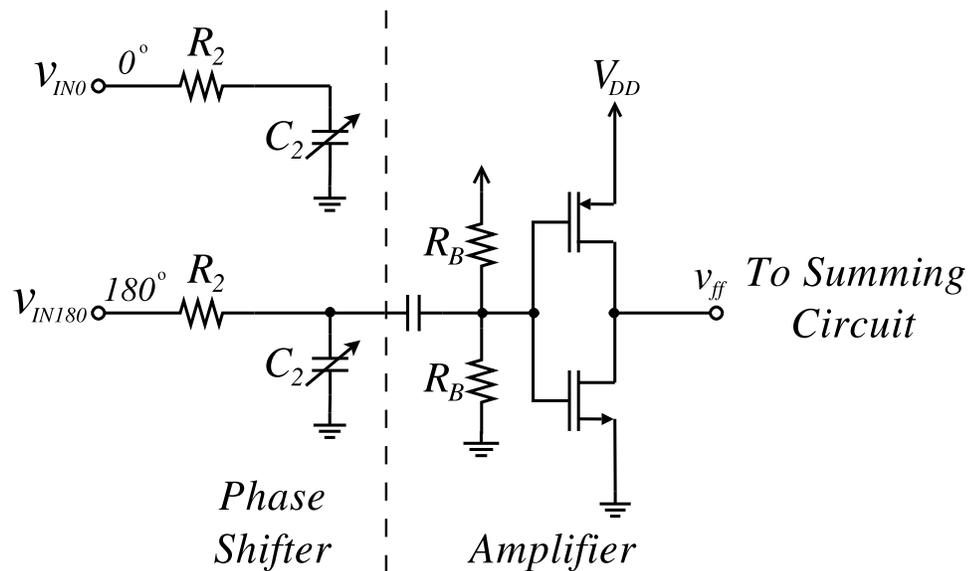 v_IN0 0° R_2
C_2
V_DD
R_B
v_IN180 180° R_2
C_2
R_B
v_ff To Summing
Circuit
Phase
Shifter
Amplifier